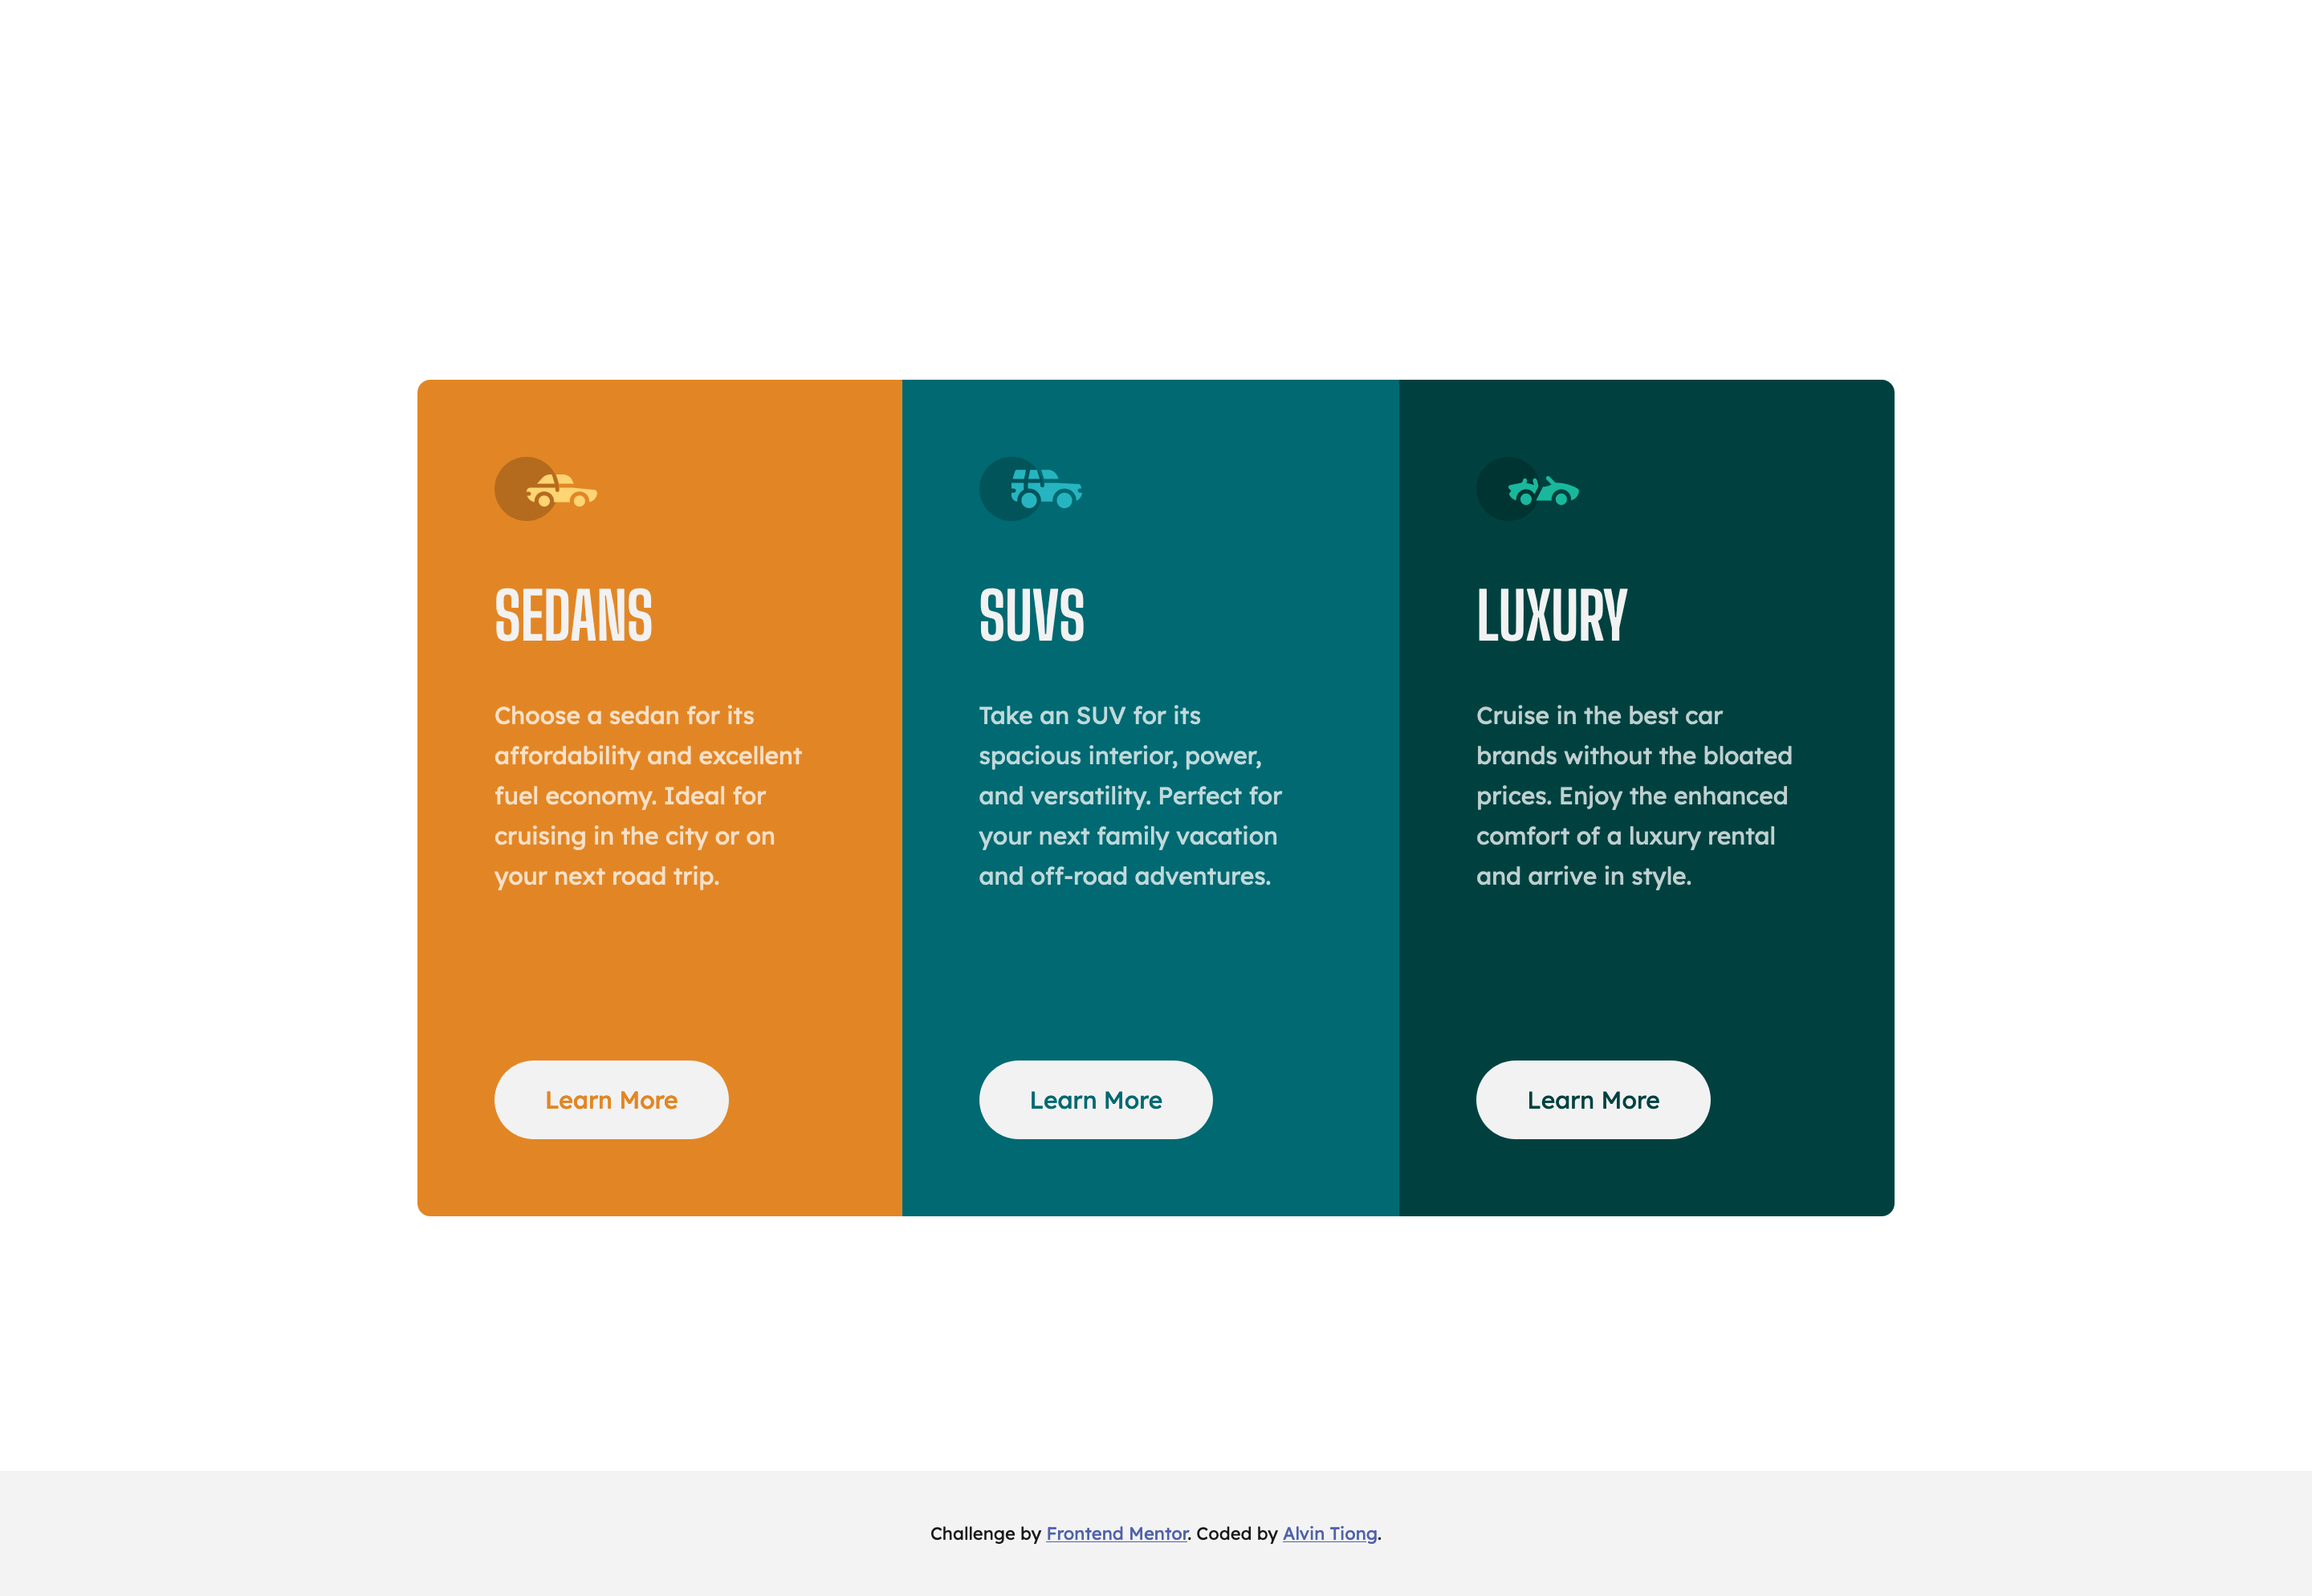 SEDANS
Choose a sedan for its
affordability and excellent
fuel economy. Ideal for
cruising in the city or on
your next road trip.
Learn More
SUVS
Take an SUV for its
spacious interior, power,
and versatility. Perfect for
your next family vacation
and off-road adventures.
Learn More
LUXURY
Cruise in the best car
brands without the bloated
prices. Enjoy the enhanced
comfort of a luxury rental
and arrive in style.
Learn More
Challenge by Frontend Mentor. Coded by Alvin Tiong.